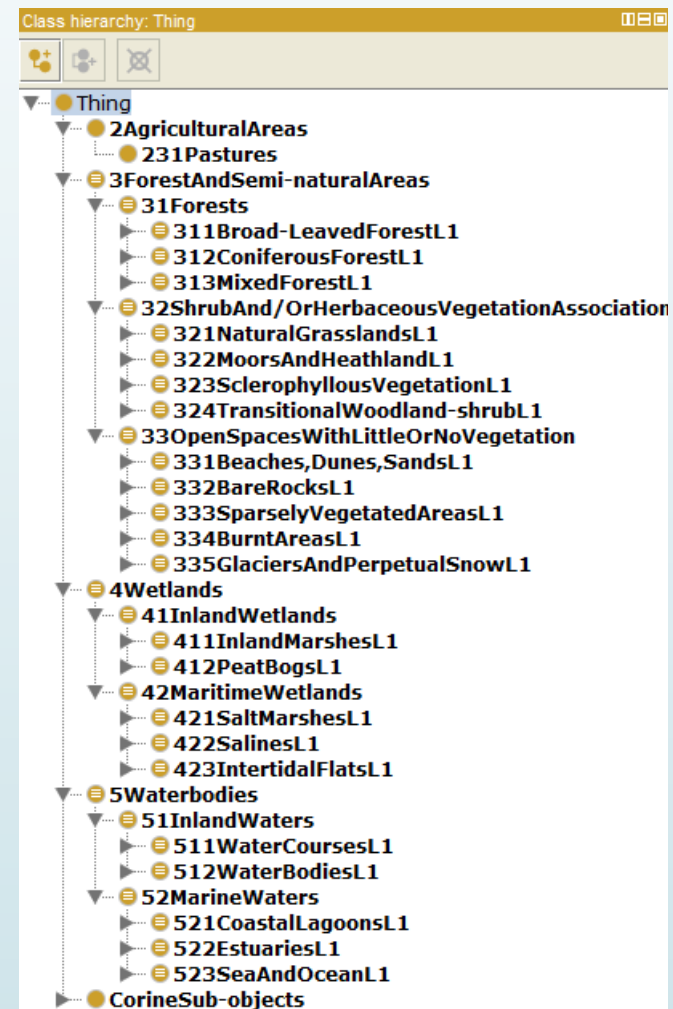 Class hierarchy: Thing
Thing
2AgriculturalAreas
231Pastures
3ForestAndSemi-naturalAreas
31Forests
311Broad-LeavedForestL1
312ConiferousForestL1
313MixedForestL1
32ShrubAnd/OrHerbaceousVegetationAssociation
321NaturalGrasslandsL1
322MoorsAndHeathlandL1
323SclerophyllousVegetationL1
324TransitionalWoodland-shrubL1
33OpenSpacesWithLittleOrNoVegetation
331Beaches,Dunes,SandsL1
332BareRocksL1
333SparselyVegetatedAreasL1
334BurntAreasL1
335GlaciersAndPerpetualSnowL1
4Wetlands
41InlandWetlands
411InlandMarshesL1
412PeatBogsL1
42MaritimeWetlands
421SaltMarshesL1
422SalinesL1
423IntertidalFlatsL1
5Waterbodies
51InlandWaters
511WaterCoursesL1
512WaterBodiesL1
52MarineWaters
521CoastalLagoonsL1
522EstuariesL1
523SeaAndOceanL1
CorineSub-objects